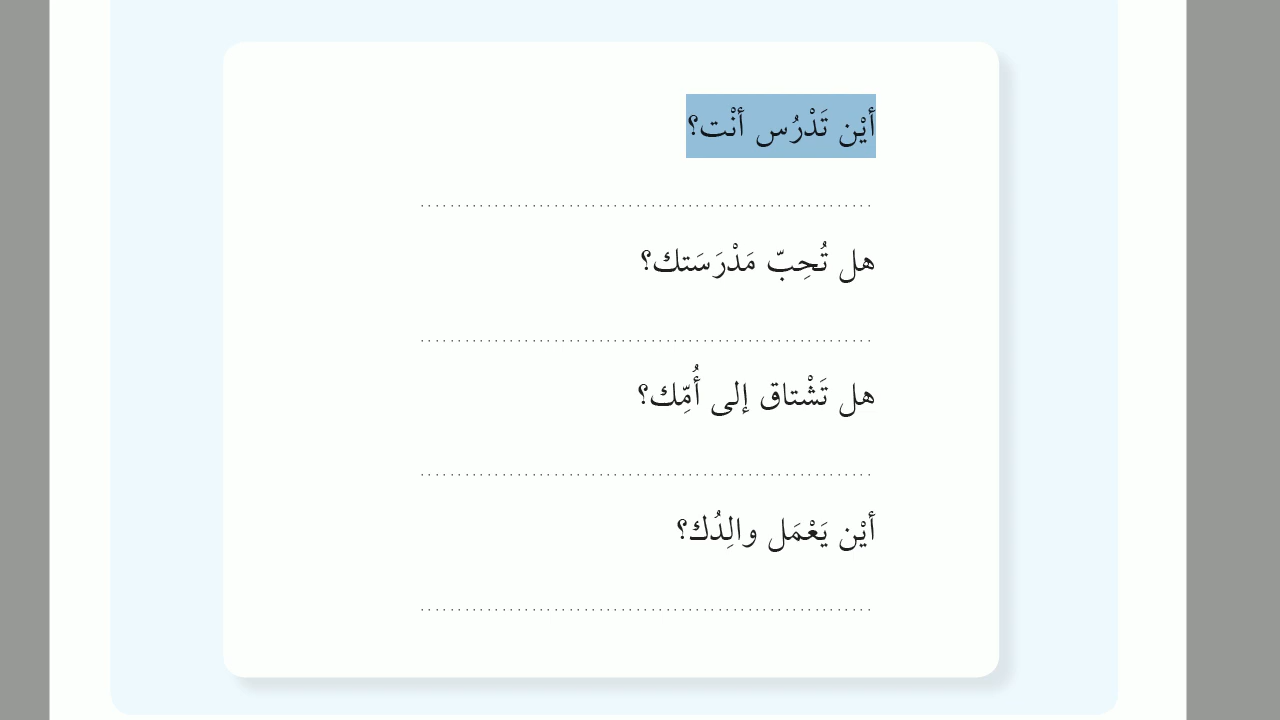 أيْن تَدْرُس أنْت؟
هل تُحِبّ مَدْرَسَتك؟
هل تَشْتاق إلى أُمِّك؟
أيْن يَعْمَل والِدُك؟